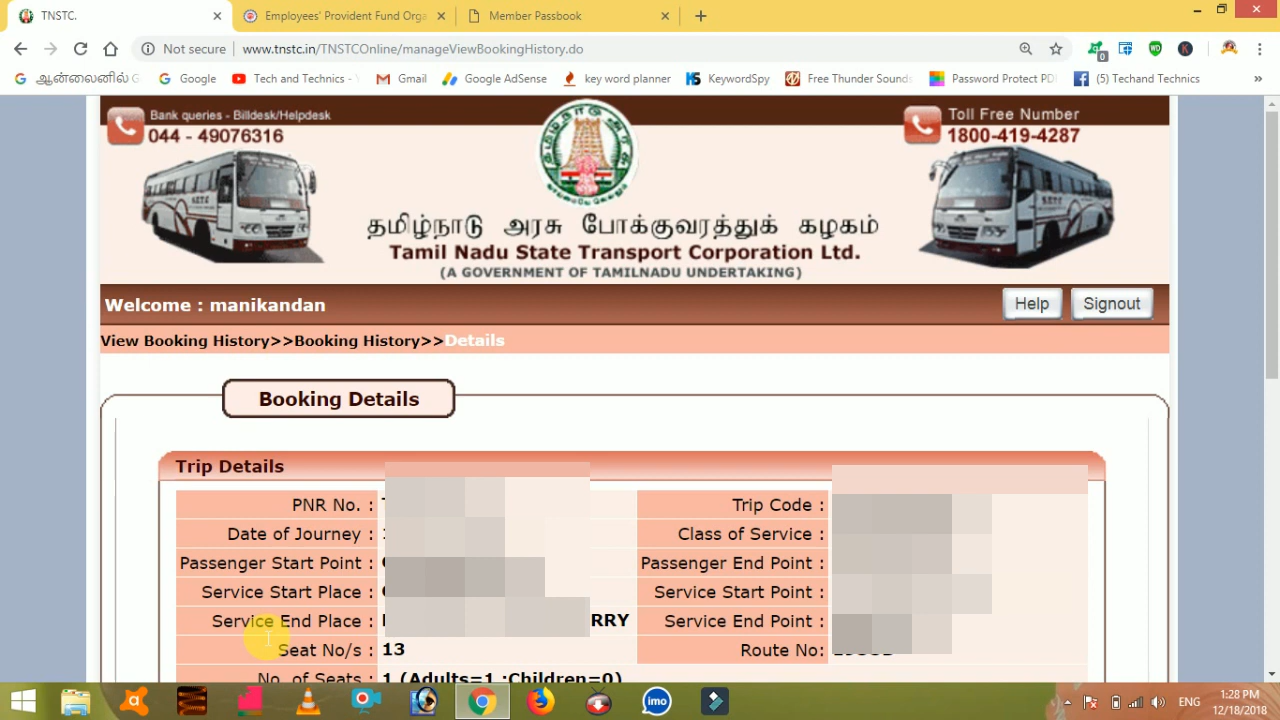 TNSTC.
Employees' Provident Fund Orga
Member Passbook
Not secure | www.tnstc.in/TNSTCOnline/manageViewBookingHistory.do
ஆன்லைனில் G
Google
Tech and Technics - Y
Gmail
Google AdSense
key word planner
KeywordSpy
Free Thunder Sounds
Password Protect PDF
(5) Techand Technics
»
Bank queries - Billdesk/Helpdesk
044 - 49076316
Toll Free Number
1800-419-4287
தமிழ்நாடு அரசு போக்குவரத்துக் கழகம்
Tamil Nadu State Transport Corporation Ltd.
(A GOVERNMENT OF TAMILNADU UNDERTAKING)
Welcome : manikandan
Help
Signout
View Booking History>>Booking History>>Details
Booking Details
Trip Details
PNR No. :
Trip Code :
Date of Journey :
Class of Service :
Passenger Start Point :
Passenger End Point :
Service Start Place :
Service Start Point :
Service End Place : RRY
Service End Point :
Seat No/s : 13
Route No:
No. of Seats : 1 (Adults=1 ;Children=0)
imo
ENG
1:28 PM
12/18/2018